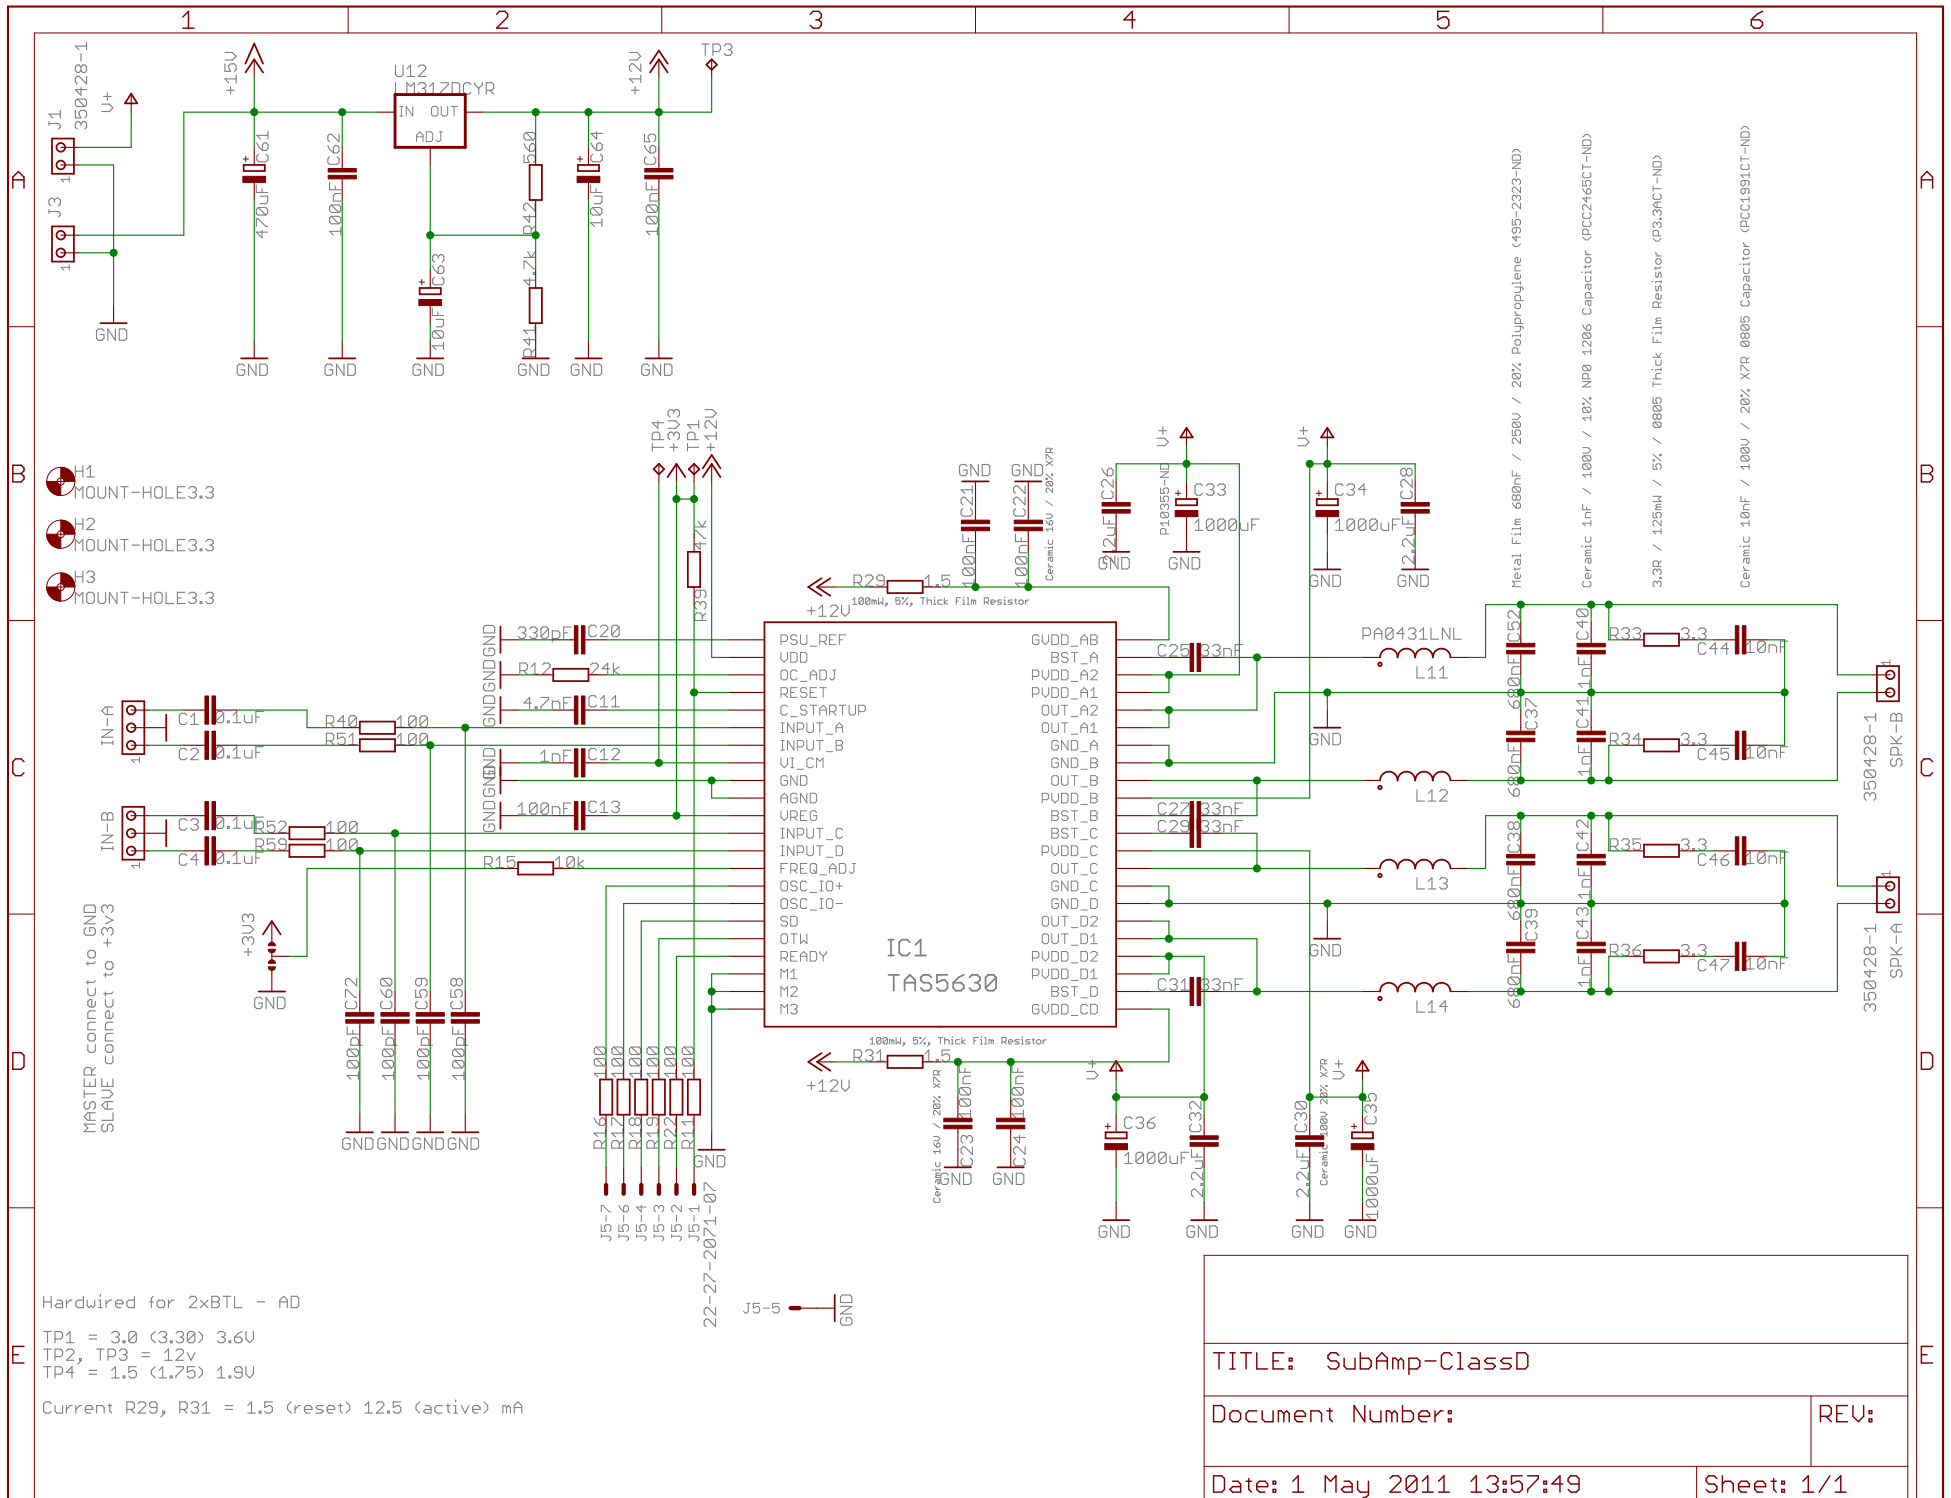 1 2 3 4 5 6
A
B
C
D
E
A
B
C
D
E
J1
350428-1
V+
1
J3
1
GND
+15V
C61
470uF
GND
C62
100nF
GND
U12
LM317DCYR
IN OUT
ADJ
C63
10uF
GND
560
R42
4.7k
R41
GND
C64
10uF
GND
+12V
C65
100nF
GND
TP3
H1
MOUNT-HOLE3.3
H2
MOUNT-HOLE3.3
H3
MOUNT-HOLE3.3
TP4
+3V3
TP1
+12V
47k
R39
GND
C21
100nF
GND
C22
100nF
Ceramic 16V / 20% X7R
R29 1.5
+12V
100mW, 5%, Thick Film Resistor
V+
C26
2.2uF
GND
P10355-ND
C33
1000uF
GND
V+
C34
1000uF
GND
C28
2.2uF
GND
Metal Film 680nF / 250V / 20% Polypropylene (495-2323-ND)
Ceramic 1nF / 100V / 10% NP0 1206 Capacitor (PCC2465CT-ND)
3.3R / 125mW / 5% / 0805 Thick Film Resistor (P3.3ACT-ND)
Ceramic 10nF / 100V / 20% X7R 0805 Capacitor (PCC1991CT-ND)
GND 330pF C20
GND R12 24k
GND 4.7nF C11
GND 1nF C12
GND
GND 100nF C13
R15 10k
IN-A
1
C1 0.1uF
C2 0.1uF
R40 100
R51 100
IN-B
1
C3 0.1uF
C4 0.1uF
R52 100
R59 100
PSU_REF
VDD
OC_ADJ
RESET
C_STARTUP
INPUT_A
INPUT_B
VI_CM
GND
AGND
VREG
INPUT_C
INPUT_D
FREQ_ADJ
OSC_IO+
OSC_IO-
SD
OTW
READY
M1
M2
M3
GVDD_AB
BST_A
PVDD_A2
PVDD_A1
OUT_A2
OUT_A1
GND_A
GND_B
OUT_B
PVDD_B
BST_B
BST_C
PVDD_C
OUT_C
GND_C
GND_D
OUT_D2
OUT_D1
PVDD_D2
PVDD_D1
BST_D
GVDD_CD
IC1
TAS5630
C25 33nF
C27 33nF
C29 33nF
C31 33nF
GND
GND
PA0431LNL
L11
L12
L13
L14
C52
680nF
C37
680nF
C40
1nF
C41
1nF
R33 3.3
C44 10nF
R34 3.3
C45 10nF
1
350428-1
SPK-B
C38
680nF
C39
680nF
C42
1nF
C43
1nF
R35 3.3
C46 10nF
R36 3.3
C47 10nF
1
350428-1
SPK-A
MASTER connect to GND
SLAVE connect to +3v3
+3V3
GND
C72
100pF
GND
C60
100pF
GND
C59
100pF
GND
C58
100pF
GND
100 100 100 100 100 100
R16 R17 R18 R19 R22 R11
GND
J5-7 J5-6 J5-4 J5-3 J5-2 J5-1
22-27-2071-07
J5-5 GND
100mW, 5%, Thick Film Resistor
R31 1.5
+12V
Ceramic 16V / 20% X7R
100nF
C23
GND
100nF
C24
GND
V+
C36
1000uF
GND
C32
2.2uF
GND
C30
2.2uF
GND
Ceramic 100V 20% X7R
V+
C35
1000uF
GND
Hardwired for 2xBTL - AD
TP1 = 3.0 (3.30) 3.6V
TP2, TP3 = 12v
TP4 = 1.5 (1.75) 1.9V
Current R29, R31 = 1.5 (reset) 12.5 (active) mA
TITLE: SubAmp-ClassD
Document Number:
REV:
Date: 1 May 2011 13:57:49
Sheet: 1/1